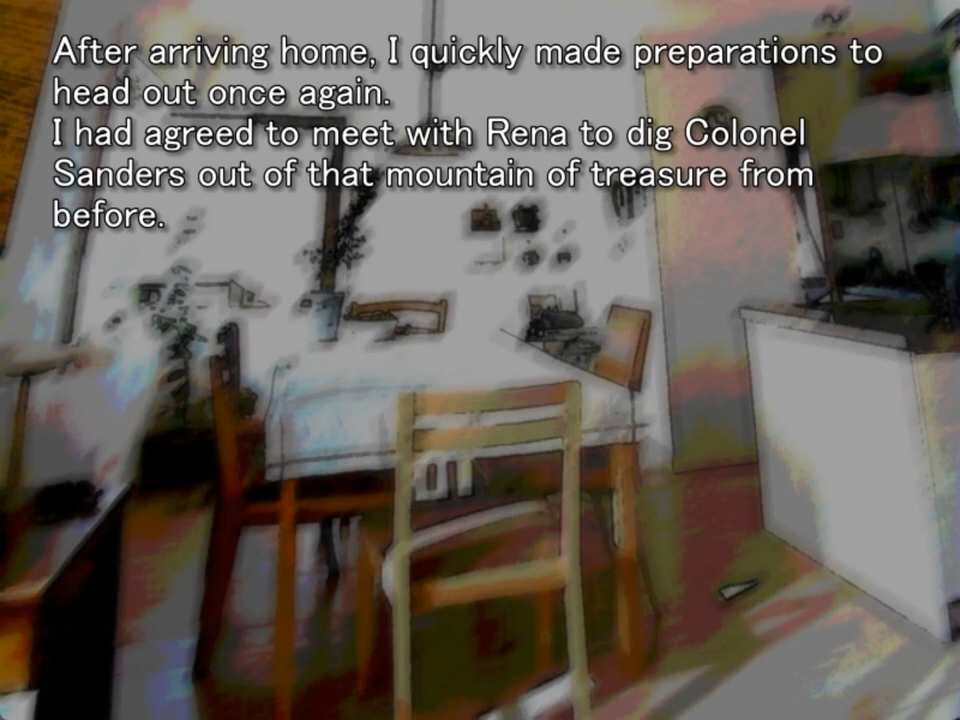 After arriving home, I quickly made preparations to
head out once again.
I had agreed to meet with Rena to dig Colonel
Sanders out of that mountain of treasure from
before.